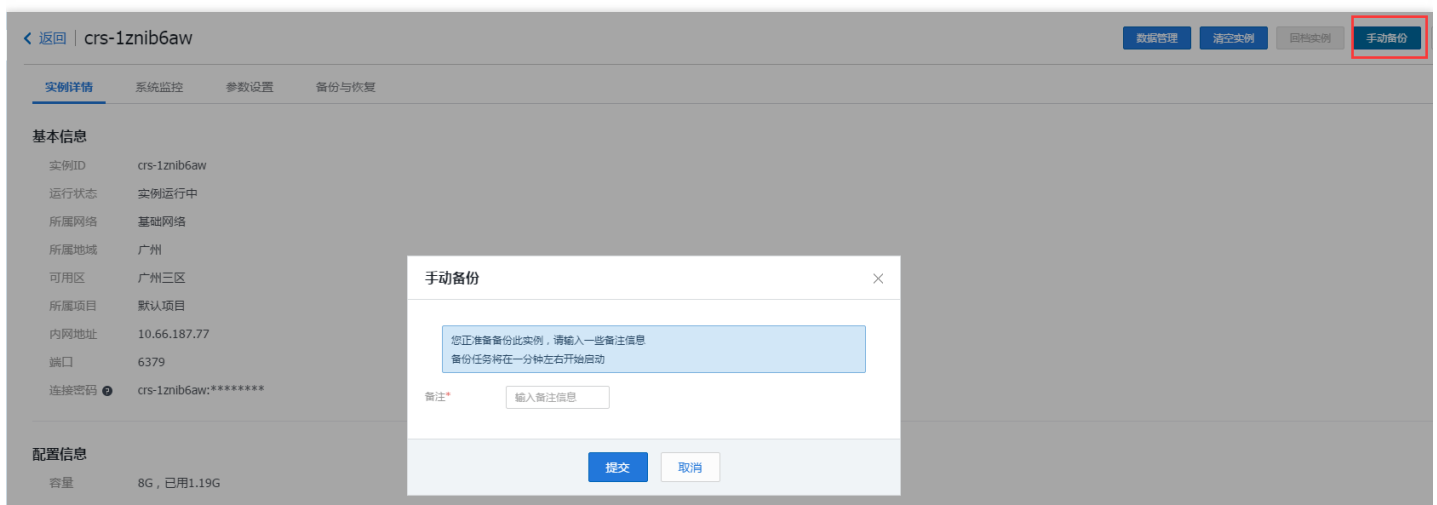 返回 | crs-1znib6aw
数据管理 清空实例 回档实例 手动备份
实例详情 系统监控 参数设置 备份与恢复
基本信息
实例ID crs-1znib6aw
运行状态 实例运行中
所属网络 基础网络
所属地域 广州
可用区 广州三区
所属项目 默认项目
内网地址 10.66.187.77
端口 6379
连接密码 crs-1znib6aw:********
手动备份
您正准备备份此实例，请输入一些备注信息
备份任务将在一分钟左右开始启动
备注* 输入备注信息
提交 取消
配置信息
容量 8G，已用1.19G